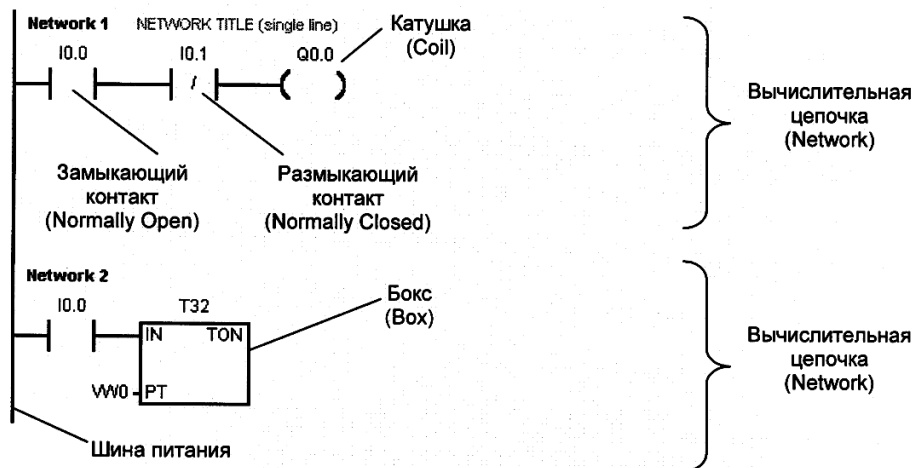 Network 1 NETWORK TITLE (single line)
Катушка
(Coil)
I0.0 I0.1 Q0.0
/
Замыкающий
контакт
(Normally Open)
Размыкающий
контакт
(Normally Closed)
Вычислительная
цепочка
(Network)
Network 2
I0.0 T32
IN TON
VW0 PT
Бокс
(Box)
Вычислительная
цепочка
(Network)
Шина питания